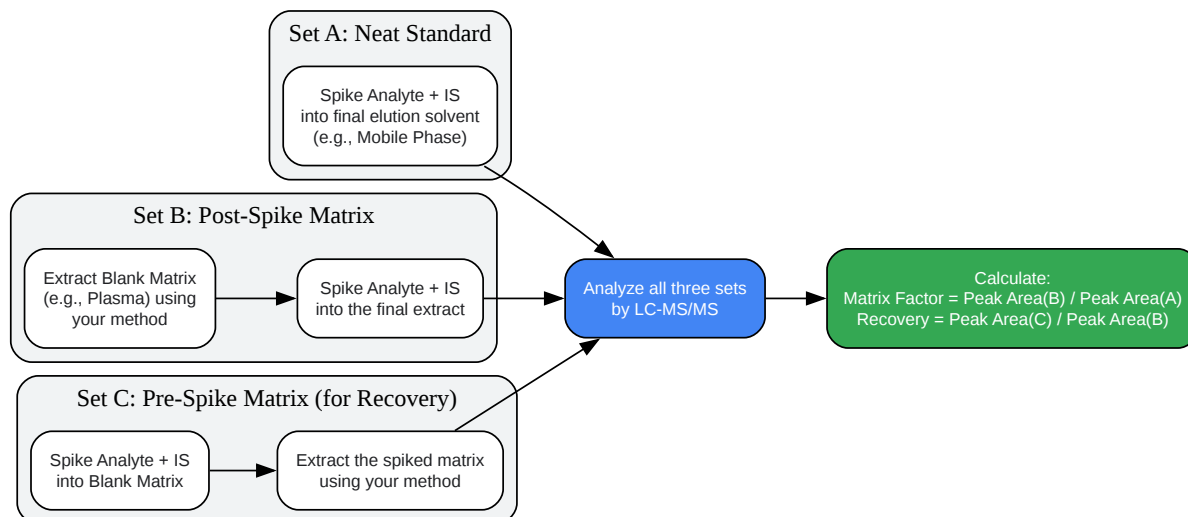 Set A: Neat Standard
Spike Analyte + IS
into final elution solvent
(e.g., Mobile Phase)
Set B: Post-Spike Matrix
Extract Blank Matrix
(e.g., Plasma) using
your method
Spike Analyte + IS
into the final extract
Set C: Pre-Spike Matrix (for Recovery)
Spike Analyte + IS
into Blank Matrix
Extract the spiked matrix
using your method
Analyze all three sets
by LC-MS/MS
Calculate:
Matrix Factor = Peak Area(B) / Peak Area(A)
Recovery = Peak Area(C) / Peak Area(B)